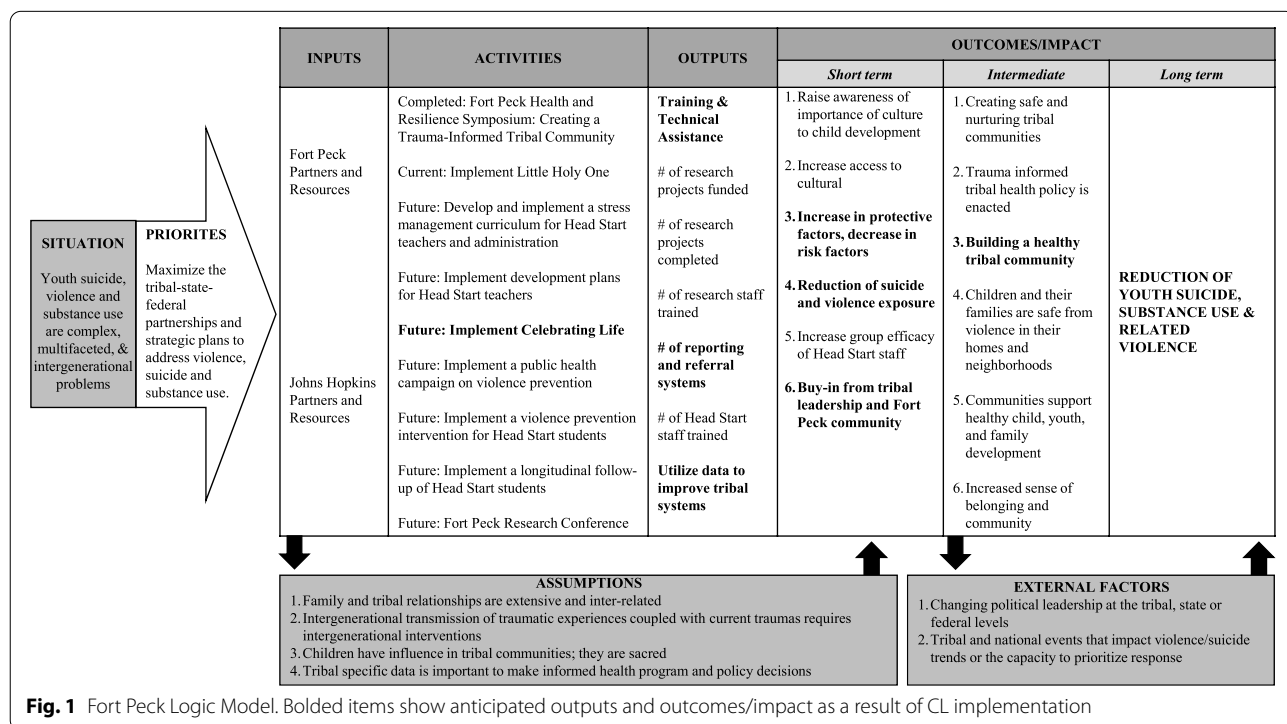 SITUATION
Youth suicide,
violence and
substance use
are complex,
multifaceted, &
intergenerational
problems
PRIORITES
Maximize the
tribal-state-
federal
partnerships and
strategic plans to
address violence,
suicide and
substance use.
INPUTS
Fort Peck
Partners and
Resources
Johns Hopkins
Partners and
Resources
ACTIVITIES
Completed: Fort Peck Health and
Resilience Symposium: Creating a
Trauma-Informed Tribal Community
Current: Implement Little Holy One
Future: Develop and implement a stress
management curriculum for Head Start
teachers and administration
Future: Implement development plans
for Head Start teachers
Future: Implement Celebrating Life
Future: Implement a public health
campaign on violence prevention
Future: Implement a violence prevention
intervention for Head Start students
Future: Implement a longitudinal follow-
up of Head Start students
Future: Fort Peck Research Conference
OUTPUTS
Training &
Technical
Assistance
# of research
projects funded
# of research
projects
completed
# of research staff
trained
# of reporting
and referral
systems
# of Head Start
staff trained
Utilize data to
improve tribal
systems
OUTCOMES/IMPACT
Short term
1. Raise awareness of
importance of culture
to child development
2. Increase access to
cultural
3. Increase in protective
factors, decrease in
risk factors
4. Reduction of suicide
and violence exposure
5. Increase group efficacy
of Head Start staff
6. Buy-in from tribal
leadership and Fort
Peck community
Intermediate
1. Creating safe and
nurturing tribal
communities
2. Trauma informed
tribal health policy is
enacted
3. Building a healthy
tribal community
4. Children and their
families are safe from
violence in their
homes and
neighborhoods
5. Communities support
healthy child, youth,
and family
development
6. Increased sense of
belonging and
community
Long term
REDUCTION OF
YOUTH SUICIDE,
SUBSTANCE USE &
RELATED
VIOLENCE
ASSUMPTIONS
1. Family and tribal relationships are extensive and inter-related
2. Intergenerational transmission of traumatic experiences coupled with current traumas requires
intergenerational interventions
3. Children have influence in tribal communities; they are sacred
4. Tribal specific data is important to make informed health program and policy decisions
EXTERNAL FACTORS
1. Changing political leadership at the tribal, state or
federal levels
2. Tribal and national events that impact violence/suicide
trends or the capacity to prioritize response
Fig. 1 Fort Peck Logic Model. Bolded items show anticipated outputs and outcomes/impact as a result of CL implementation